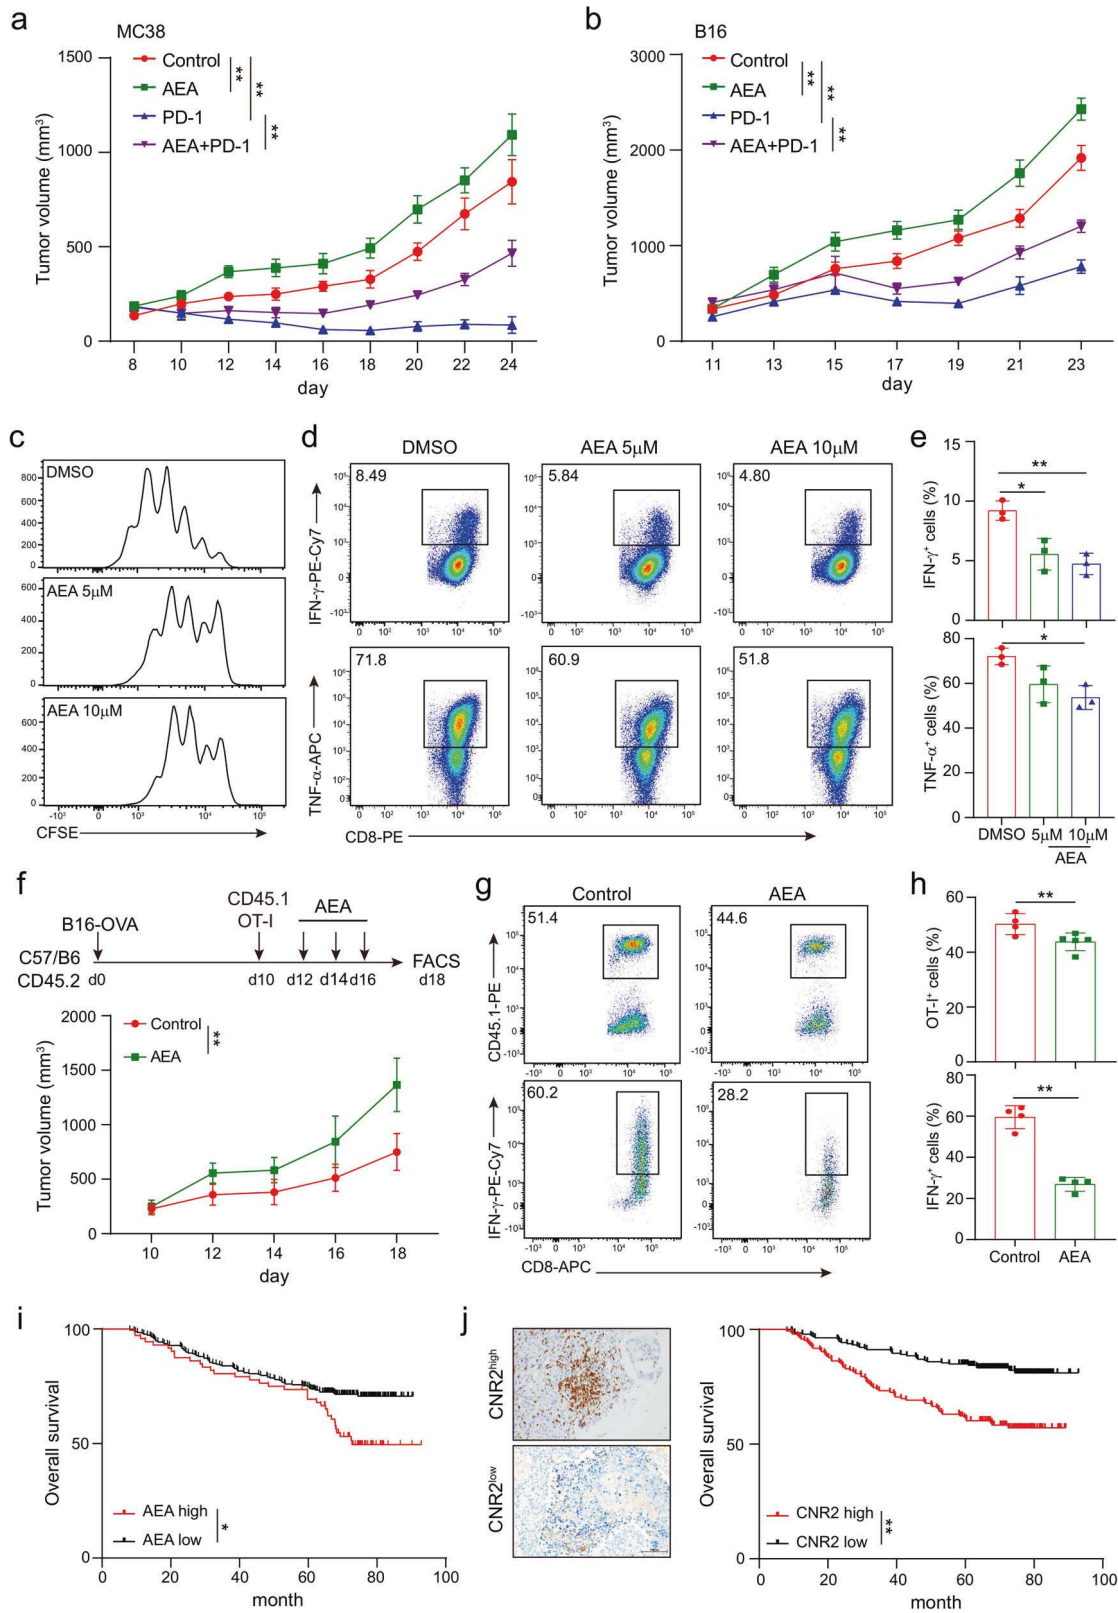 a
MC38
1500
1000
500
0
Tumor volume (mm³)
Control
AEA
PD-1
AEA+PD-1
**
**
**
8 10 12 14 16 18 20 22 24
day
b
B16
3000
2000
1000
0
Tumor volume (mm³)
Control
AEA
PD-1
AEA+PD-1
**
**
**
11 13 15 17 19 21 23
day
c
DMSO
800
600
400
200
0
AEA 5μM
600
400
200
0
AEA 10μM
600
400
200
0
-10³ 0 10³ 10⁴ 10⁵
CFSE
d
DMSO AEA 5μM AEA 10μM
8.49 5.84 4.80
IFN-γ-PE-Cy7
71.8 60.9 51.8
TNF-α-APC
CD8-PE
e
15
10
5
0
IFN-γ⁺ cells (%)
**
*
80
60
40
20
0
TNF-α⁺ cells (%)
*
DMSO 5μM 10μM
AEA
f
B16-OVA
CD45.1
OT-I
AEA
C57/B6
CD45.2
d0 d10 d12 d14 d16 d18
FACS
2000
1500
1000
500
0
Tumor volume (mm³)
Control
AEA
**
10 12 14 16 18
day
g
Control AEA
51.4 44.6
CD45.1-PE
60.2 28.2
IFN-γ-PE-Cy7
CD8-APC
h
60
40
20
0
OT-I⁺ cells (%)
**
80
60
40
20
0
IFN-γ⁺ cells (%)
**
Control AEA
i
100
50
0
Overall survival
AEA high
AEA low
*
0 20 40 60 80 100
month
j
CNR2ʰⁱᵍʰ
CNR2ˡᵒʷ
100
50
0
Overall survival
CNR2 high
CNR2 low
**
0 20 40 60 80 100
month